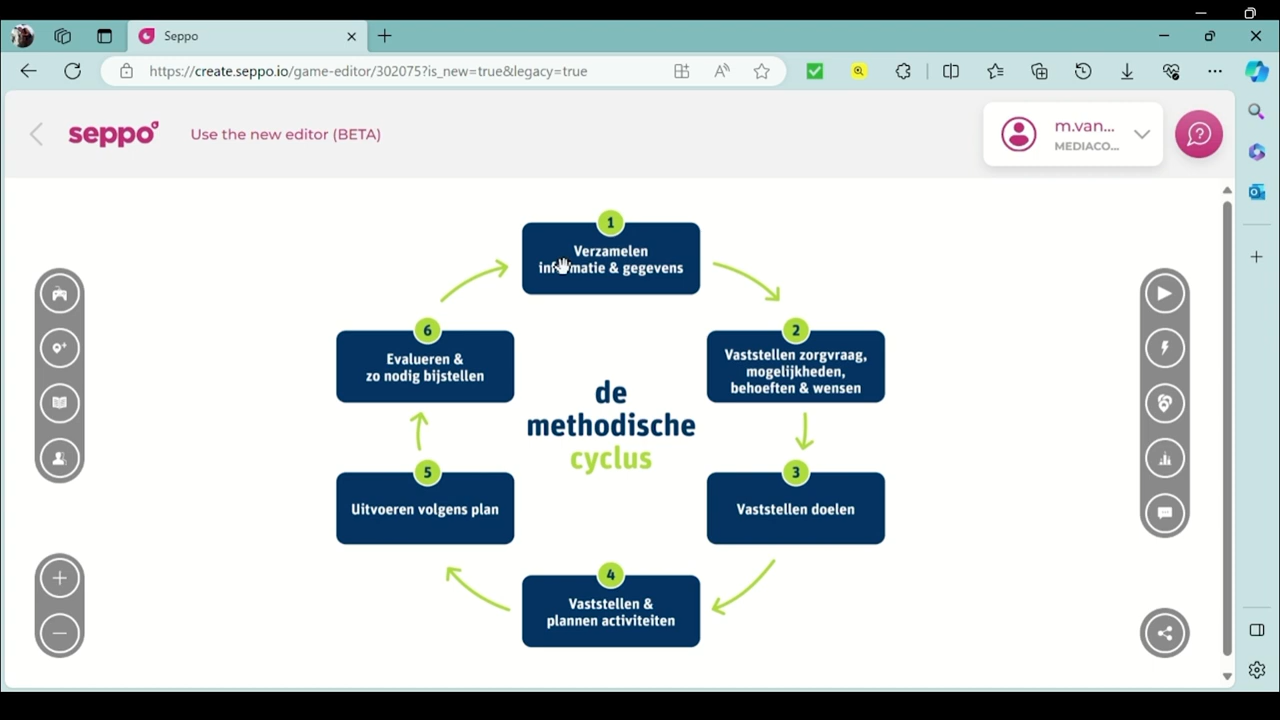 Seppo
https://create.seppo.io/game-editor/302075?is_new=true&legacy=true
seppo
Use the new editor (BETA)
m.van...
MEDIACO...
1
Verzamelen
informatie & gegevens
2
Vaststellen zorgvraag,
mogelijkheden,
behoeften & wensen
6
Evalueren &
zo nodig bijstellen
de
methodische
cyclus
5
Uitvoeren volgens plan
3
Vaststellen doelen
4
Vaststellen &
plannen activiteiten